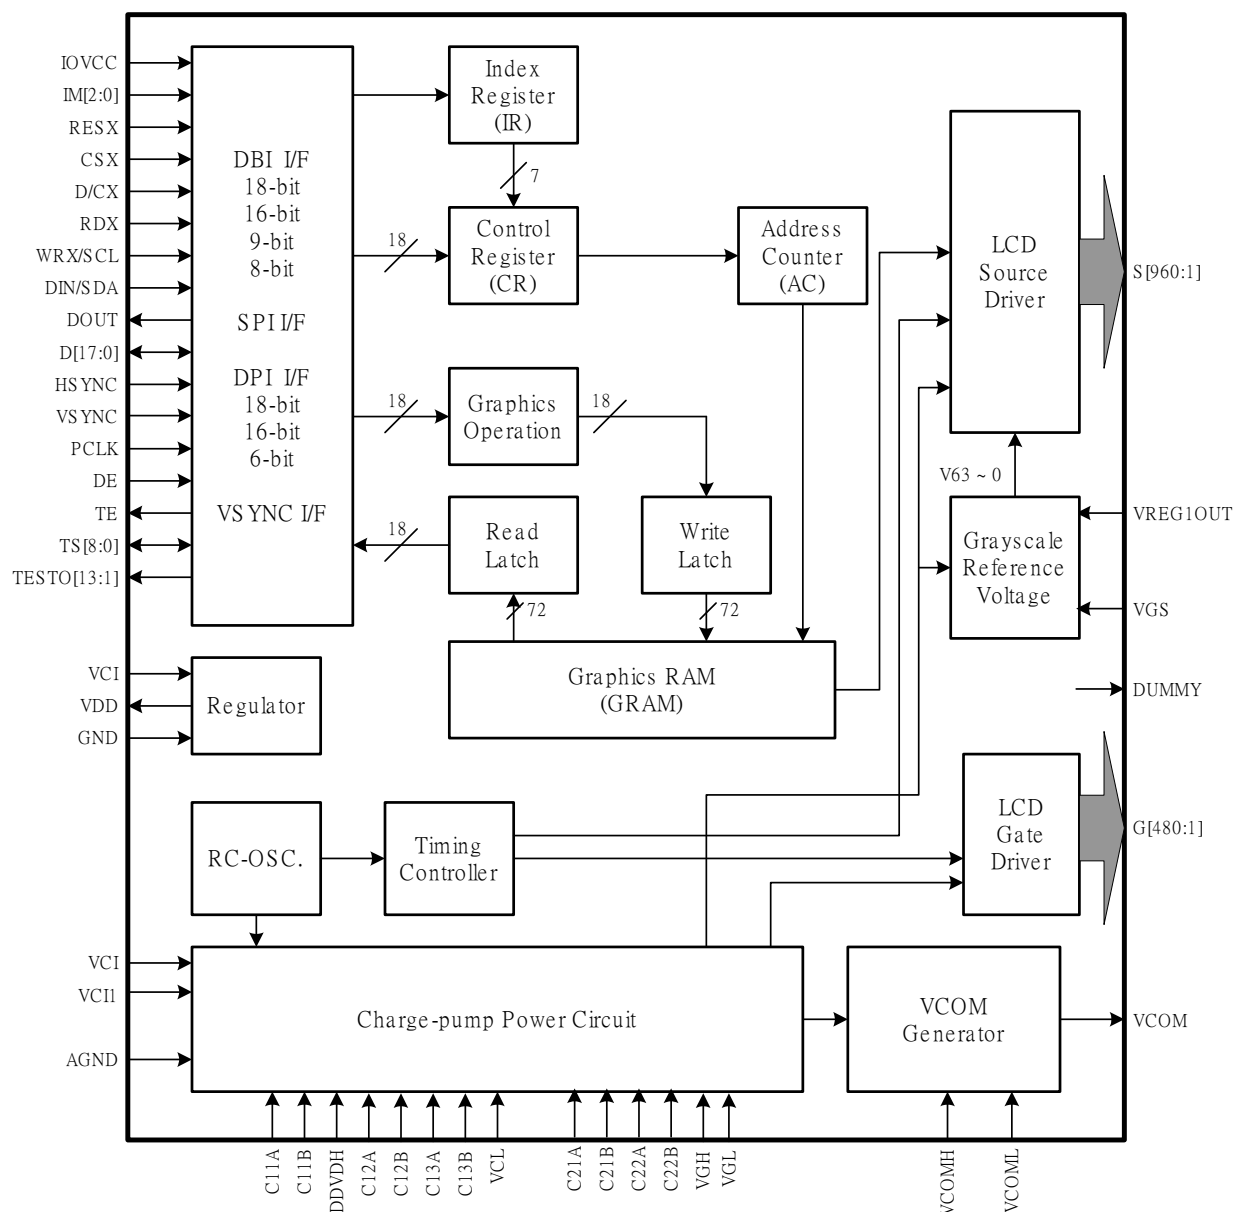 IOVCC
IM[2:0]
RESX
CSX
D/CX
RDX
WRX/SCL
DIN/SDA
DOUT
D[17:0]
HSYNC
VSYNC
PCLK
DE
TE
TS[8:0]
TESTO[13:1]
VCI
VDD
GND
VCI
VCI1
AGND
DBI I/F
18-bit
16-bit
9-bit
8-bit
SPI I/F
DPI I/F
18-bit
16-bit
6-bit
VSYNC I/F
Index
Register
(IR)
7
18
Control
Register
(CR)
Address
Counter
(AC)
18
Graphics
Operation
18
18
Read
Latch
Write
Latch
72
72
Graphics RAM
(GRAM)
LCD
Source
Driver
S[960:1]
V63 ~ 0
Grayscale
Reference
Voltage
VREG1OUT
VGS
DUMMY
Regulator
RC-OSC.
Timing
Controller
LCD
Gate
Driver
G[480:1]
Charge-pump Power Circuit
VCOM
Generator
VCOM
C11A
C11B
DDVDH
C12A
C12B
C13A
C13B
VCL
C21A
C21B
C22A
C22B
VGH
VGL
VCOMH
VCOML